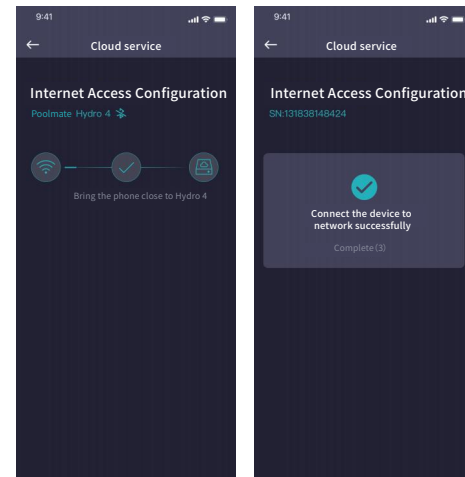 9:41
Cloud service
Internet Access Configuration
Poolmate Hydro 4
Bring the phone close to Hydro 4
9:41
Cloud service
Internet Access Configuration
SN:131838148424
Connect the device to
network successfully
Complete(3)